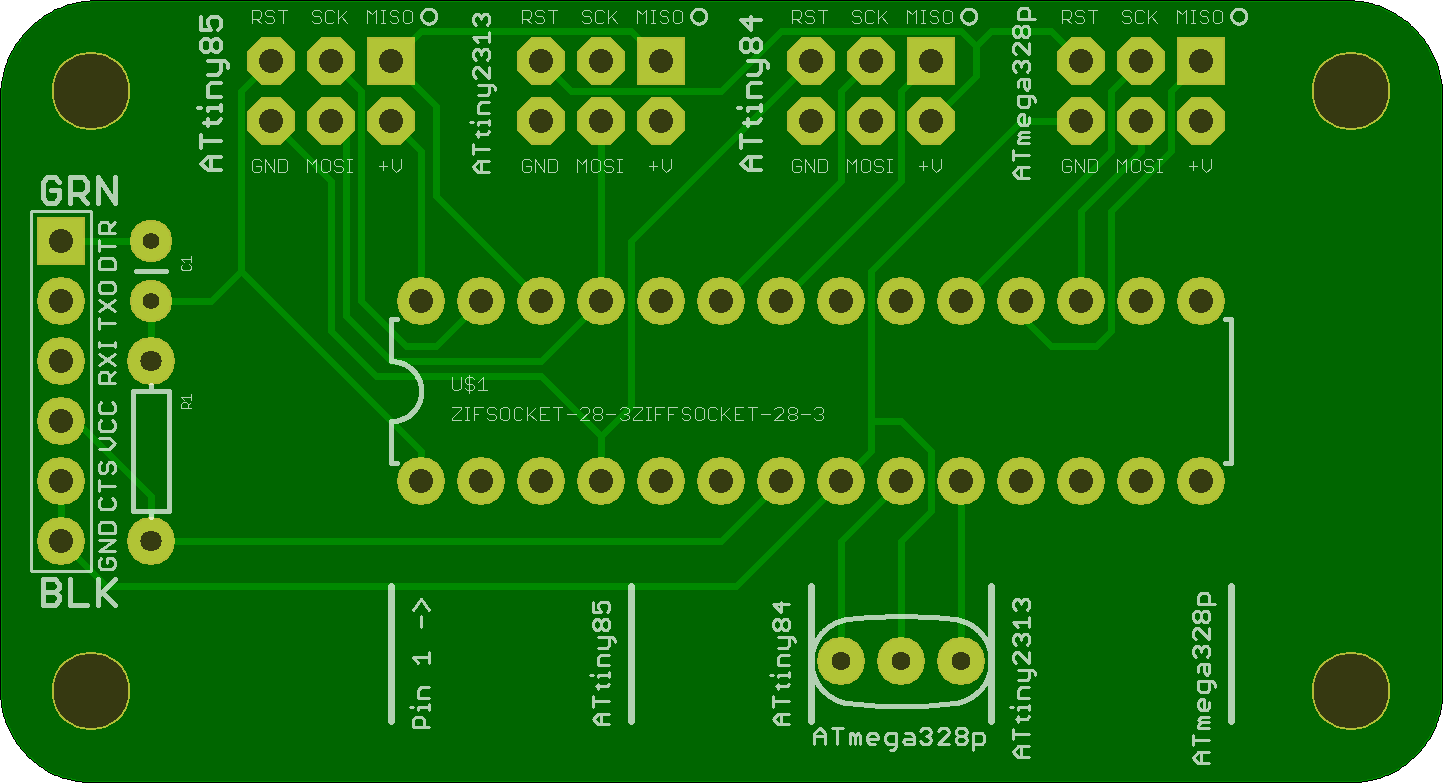 RST SCK MISO
ATtiny85
GND MOSI +V
RST SCK MISO
ATtiny2313
GND MOSI +V
RST SCK MISO
ATtiny84
GND MOSI +V
RST SCK MISO
ATmega328p
GND MOSI +V
GRN
DTR
TXO
RXI
VCC
CTS
GND
BLK
C1
R1
U$1
ZIFSOCKET-28-3ZIFFSOCKET-28-3
Pin 1 ->
ATtiny85
ATtiny84
ATmega328p
ATtiny2313
ATmega328p